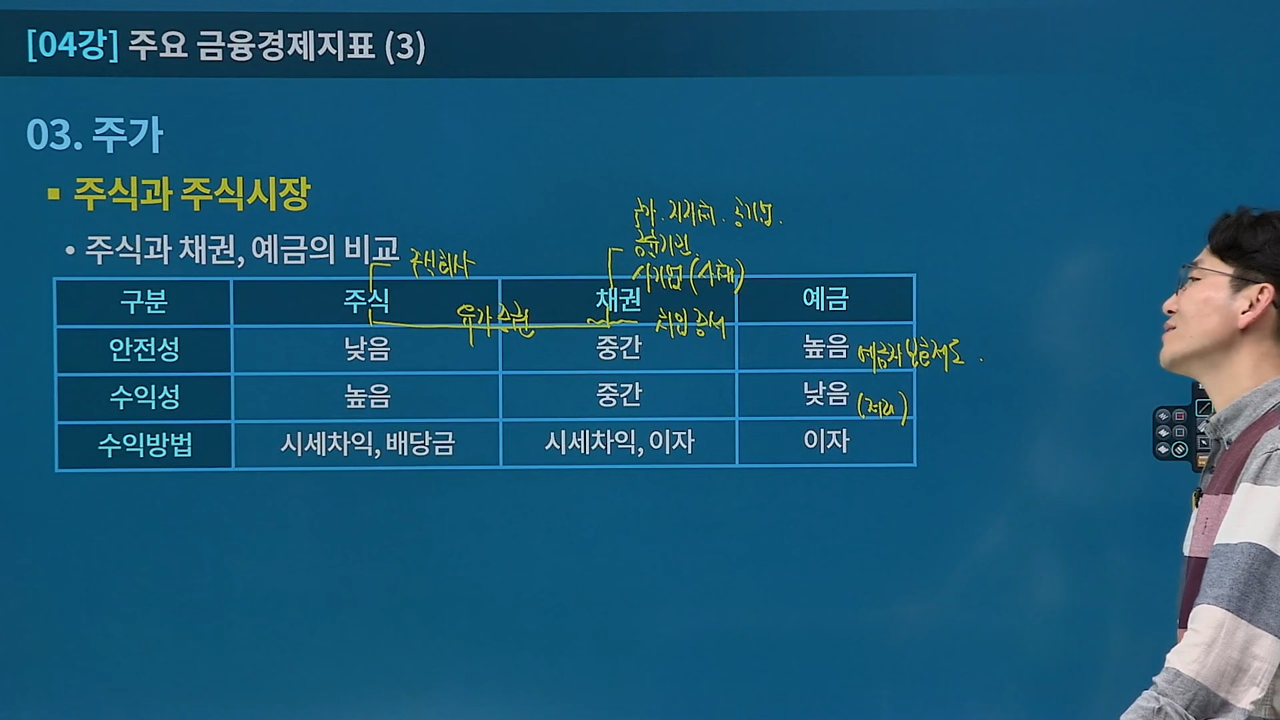 [04강] 주요 금융경제지표 (3)
03. 주가
▪ 주식과 주식시장
국가. 지자체. 공기업.
• 주식과 채권, 예금의 비교
금융기관.
주식회사
사기업 (사채)
구분 주식 채권 예금
유가증권
차입증서
안전성 낮음 중간 높음 예금자 보호제도.
수익성 높음 중간 낮음 (저리)
수익방법 시세차익, 배당금 시세차익, 이자 이자